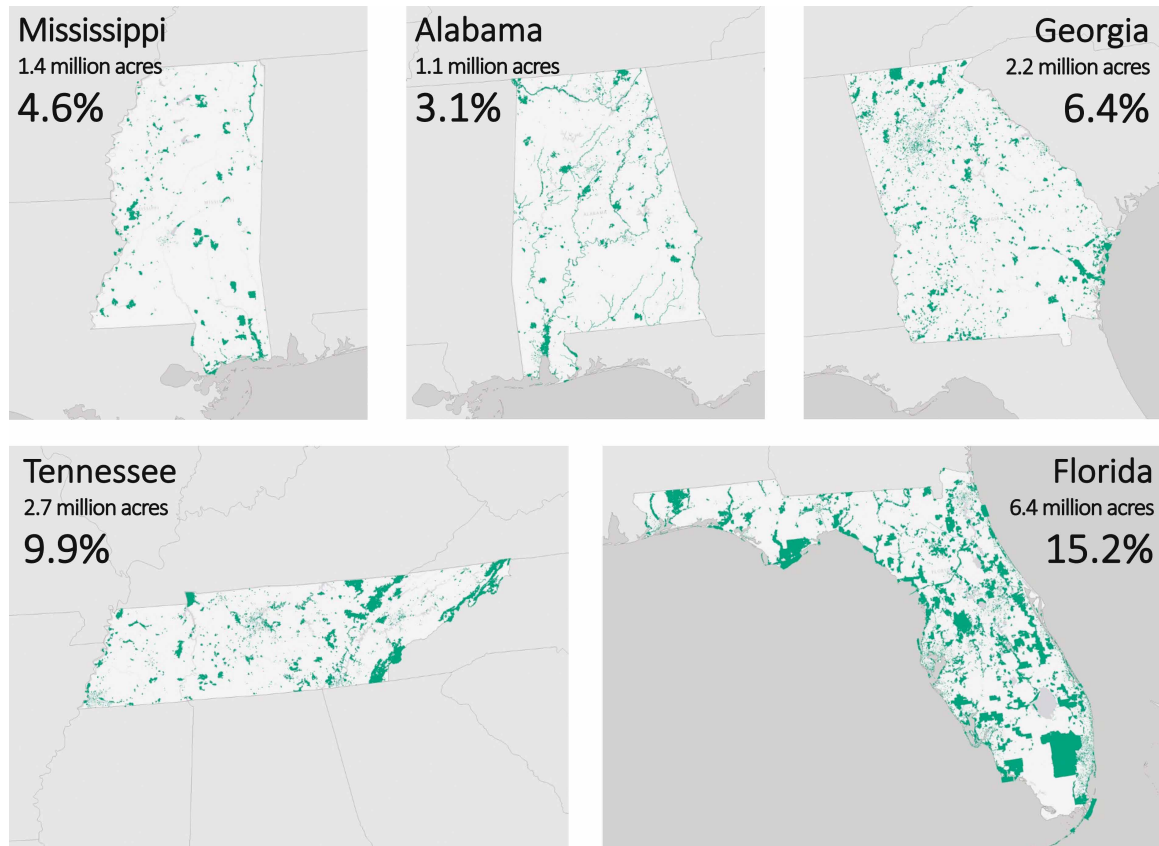 Mississippi
1.4 million acres
4.6%
Alabama
1.1 million acres
3.1%
Georgia
2.2 million acres
6.4%
Tennessee
2.7 million acres
9.9%
Florida
6.4 million acres
15.2%